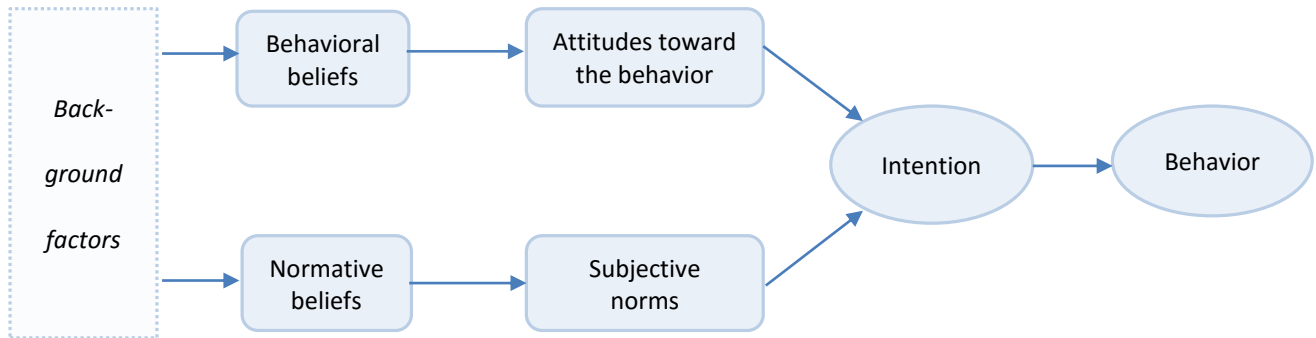 Back-
ground
factors
Behavioral
beliefs
Attitudes toward
the behavior
Normative
beliefs
Subjective
norms
Intention
Behavior